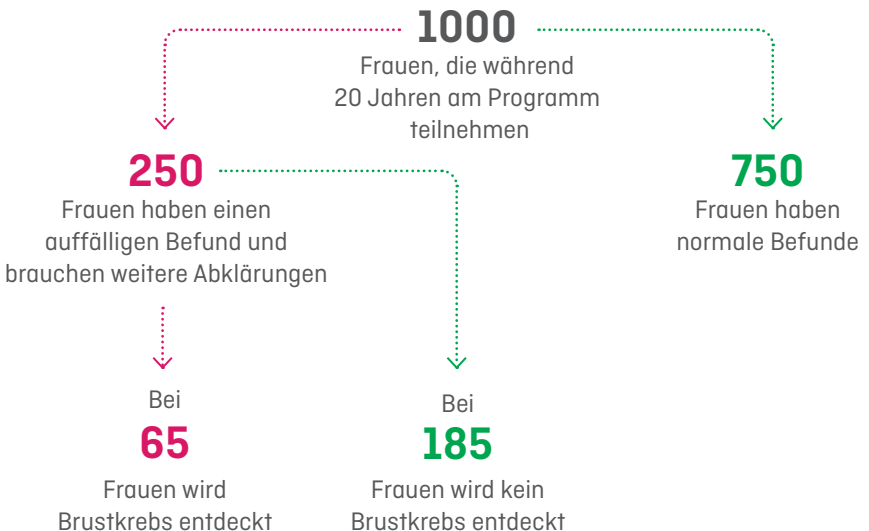 1000
Frauen, die während
20 Jahren am Programm
teilnehmen
250
Frauen haben einen
auffälligen Befund und
brauchen weitere Abklärungen
750
Frauen haben
normale Befunde
Bei
65
Frauen wird
Brustkrebs entdeckt
Bei
185
Frauen wird kein
Brustkrebs entdeckt